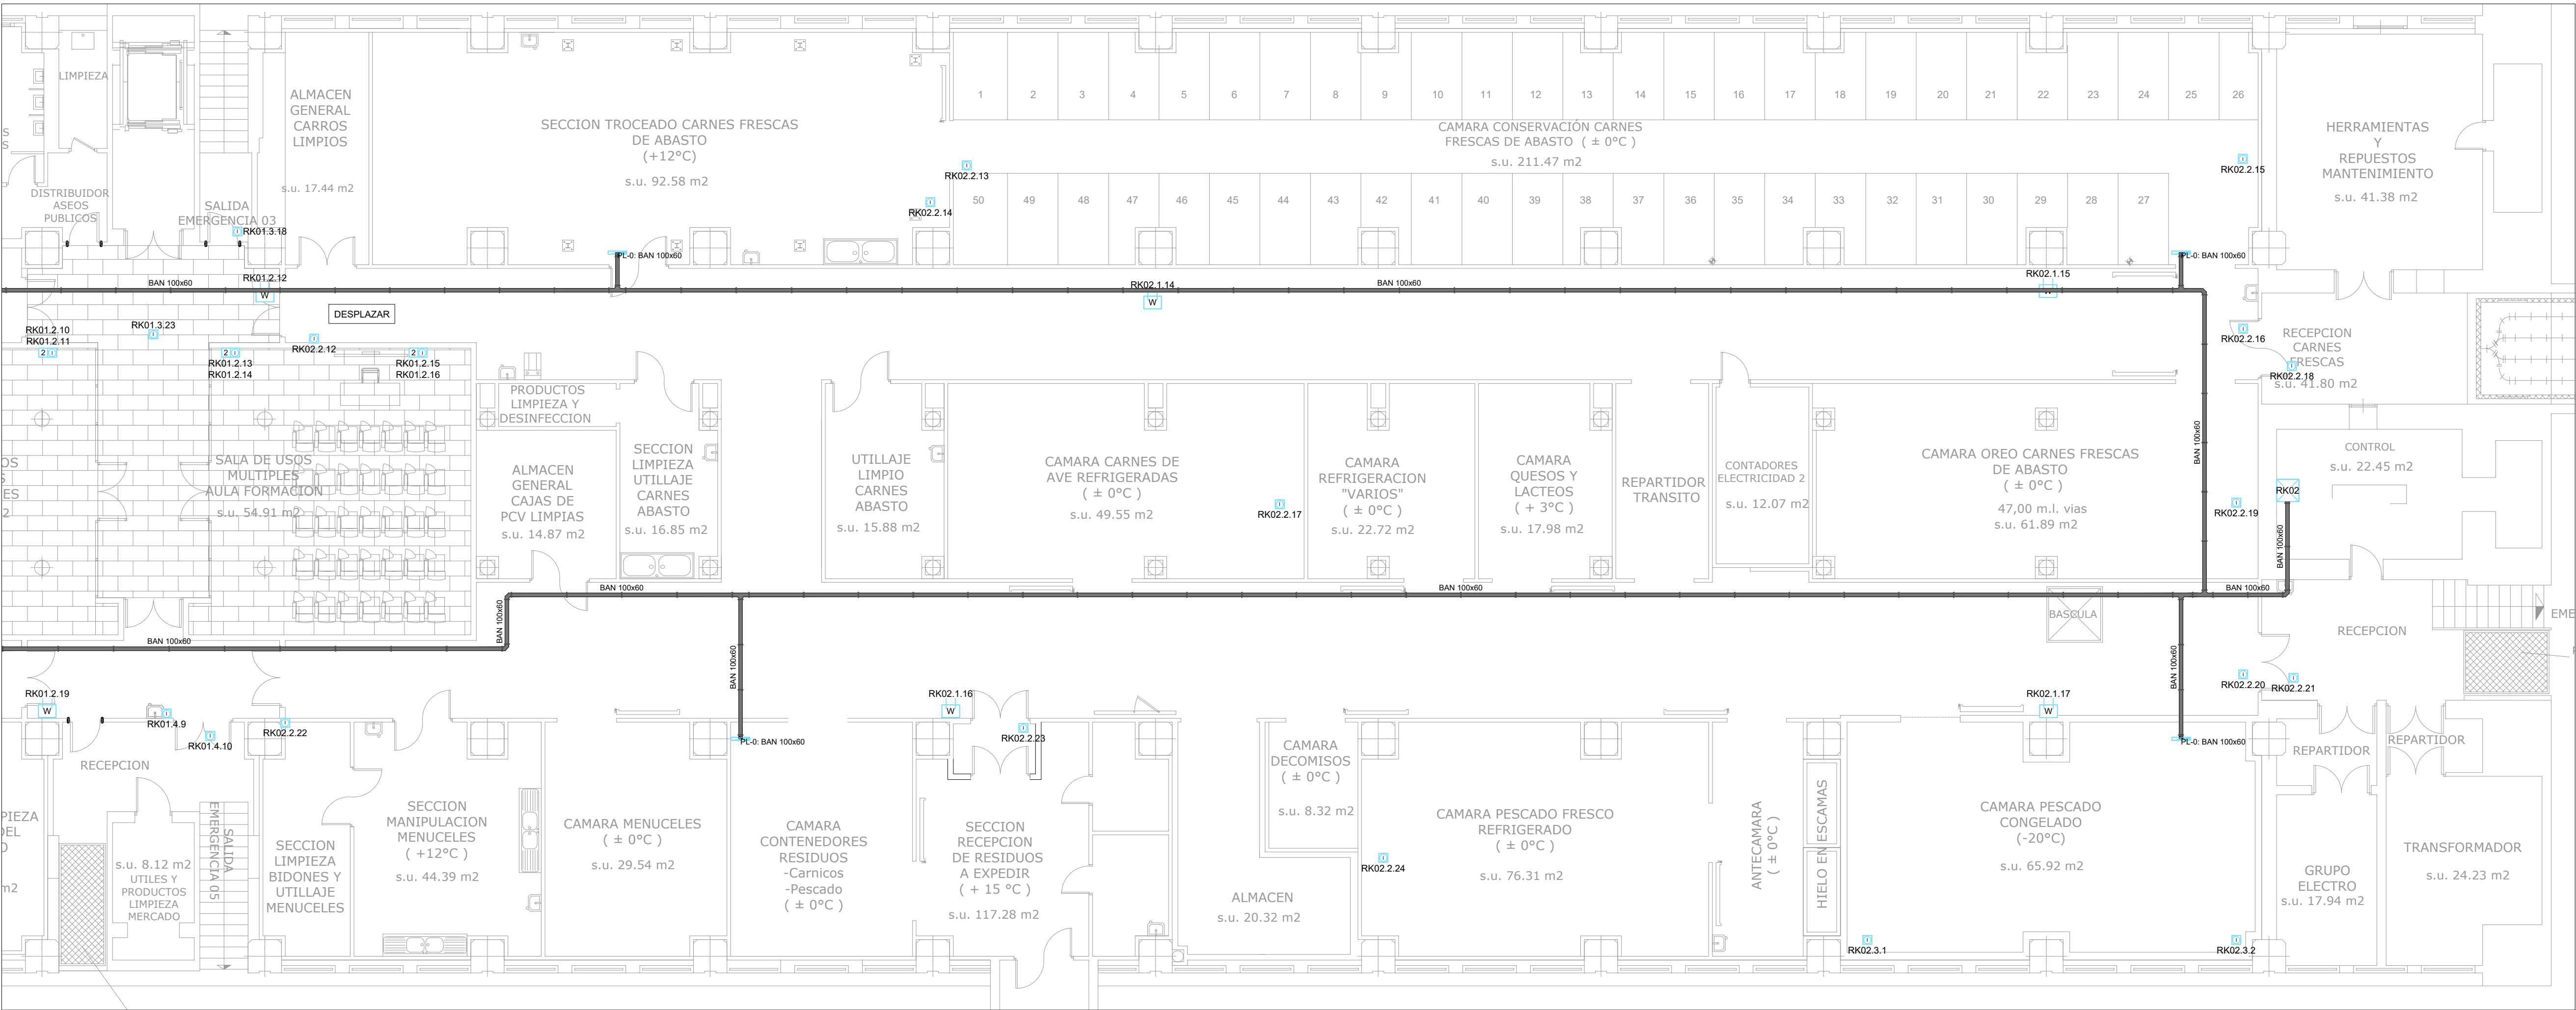 LIMPIEZA
ALMACEN
GENERAL
CARROS
LIMPIOS
s.u. 17.44 m2
DISTRIBUIDOR
ASEOS
PUBLICOS
SALIDA
EMERGENCIA 03
RK01.3.18
SECCION TROCEADO CARNES FRESCAS
DE ABASTO
(+12°C)
s.u. 92.58 m2
RK02.2.14
RK02.2.13
1 2 3 4 5 6 7 8 9 10 11 12 13 14 15 16 17 18 19 20 21 22 23 24 25 26
CAMARA CONSERVACIÓN CARNES
FRESCAS DE ABASTO ( ± 0°C )
s.u. 211.47 m2
50 49 48 47 46 45 44 43 42 41 40 39 38 37 36 35 34 33 32 31 30 29 28 27
RK02.2.15
HERRAMIENTAS
Y
REPUESTOS
MANTENIMIENTO
s.u. 41.38 m2
PL-0: BAN 100x60
PL-0: BAN 100x60
BAN 100x60
RK01.2.12
W
RK02.1.14
W
BAN 100x60
RK02.1.15
W
DESPLAZAR
RK01.2.10
RK01.2.11
2
RK01.3.23
2
RK01.2.13
RK01.2.14
RK02.2.12
2
RK01.2.15
RK01.2.16
RK02.2.16
RECEPCION
CARNES
FRESCAS
s.u. 41.80 m2
RK02.2.18
PRODUCTOS
LIMPIEZA Y
DESINFECCION
SALA DE USOS
MULTIPLES
AULA FORMACION
s.u. 54.91 m2
ALMACEN
GENERAL
CAJAS DE
PCV LIMPIAS
s.u. 14.87 m2
SECCION
LIMPIEZA
UTILLAJE
CARNES
ABASTO
s.u. 16.85 m2
UTILLAJE
LIMPIO
CARNES
ABASTO
s.u. 15.88 m2
CAMARA CARNES DE
AVE REFRIGERADAS
( ± 0°C )
s.u. 49.55 m2
RK02.2.17
CAMARA
REFRIGERACION
"VARIOS"
( ± 0°C )
s.u. 22.72 m2
CAMARA
QUESOS Y
LACTEOS
( + 3°C )
s.u. 17.98 m2
REPARTIDOR
TRANSITO
CONTADORES
ELECTRICIDAD 2
s.u. 12.07 m2
CAMARA OREO CARNES FRESCAS
DE ABASTO
( ± 0°C )
47,00 m.l. vias
s.u. 61.89 m2
BAN 100x60
RK02.2.19
CONTROL
s.u. 22.45 m2
RK02
BAN 100x60
BAN 100x60
BAN 100x60
BAN 100x60
BAN 100x60
BAN 100x60
BAN 100x60
BAN 100x60
BASCULA
RECEPCION
RK02.2.20
RK02.2.21
RK01.2.19
W
RK01.4.9
RK01.4.10
RK02.2.22
RECEPCION
PL-0: BAN 100x60
RK02.1.16
W
RK02.2.23
RK02.1.17
W
PL-0: BAN 100x60
REPARTIDOR
REPARTIDOR
s.u. 8.12 m2
UTILES Y
PRODUCTOS
LIMPIEZA
MERCADO
SALIDA
EMERGENCIA 05
SECCION
LIMPIEZA
BIDONES Y
UTILLAJE
MENUCELES
SECCION
MANIPULACION
MENUCELES
( +12°C )
s.u. 44.39 m2
CAMARA MENUCELES
( ± 0°C )
s.u. 29.54 m2
CAMARA
CONTENEDORES
RESIDUOS
-Carnicos
-Pescado
( ± 0°C )
SECCION
RECEPCION
DE RESIDUOS
A EXPEDIR
( + 15 °C )
s.u. 117.28 m2
CAMARA
DECOMISOS
( ± 0°C )
s.u. 8.32 m2
ALMACEN
s.u. 20.32 m2
RK02.2.24
CAMARA PESCADO FRESCO
REFRIGERADO
( ± 0°C )
s.u. 76.31 m2
ANTECAMARA
( ± 0°C )
HIELO EN ESCAMAS
CAMARA PESCADO
CONGELADO
(-20°C)
s.u. 65.92 m2
RK02.3.1
RK02.3.2
GRUPO
ELECTRO
s.u. 17.94 m2
TRANSFORMADOR
s.u. 24.23 m2